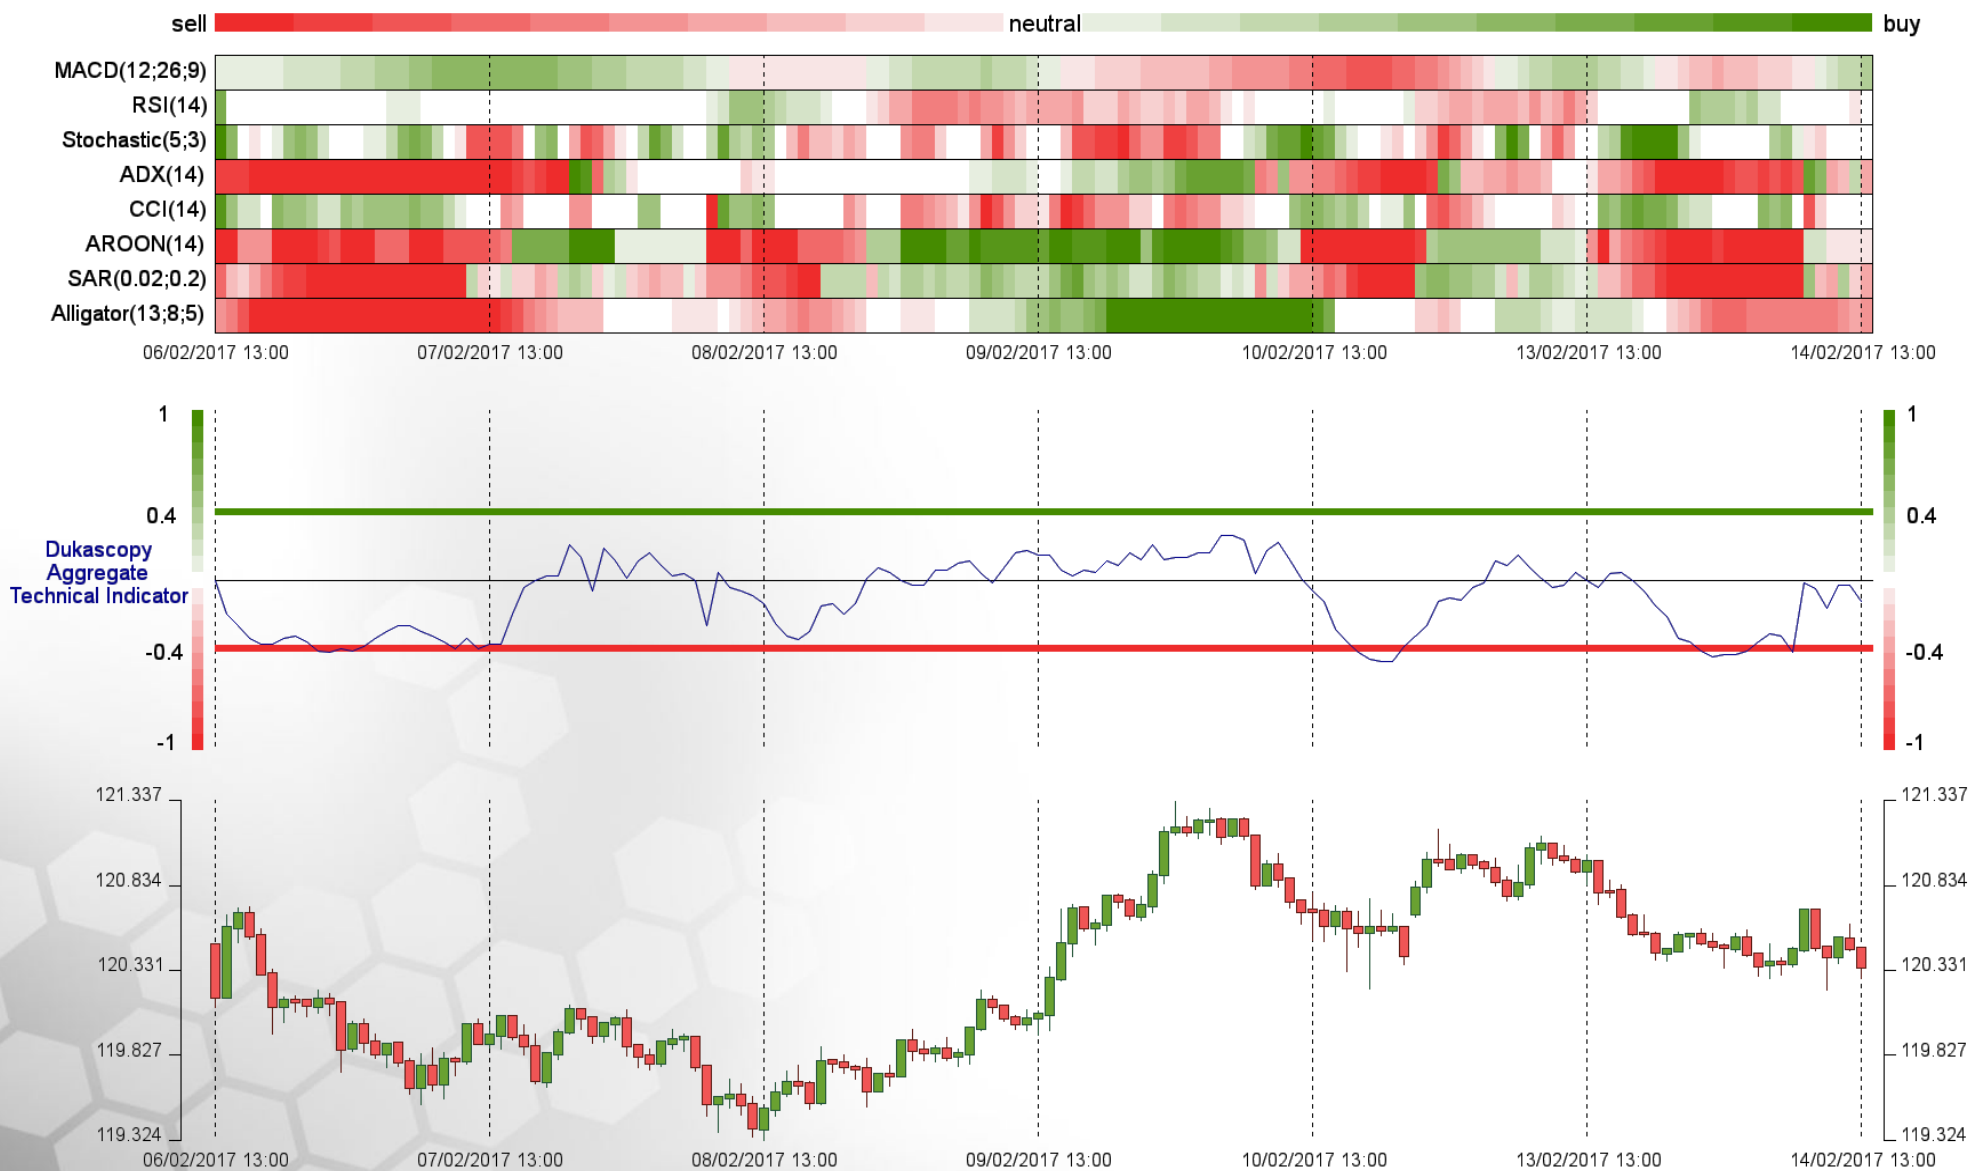 sell neutral buy
MACD(12;26;9)
RSI(14)
Stochastic(5;3)
ADX(14)
CCI(14)
AROON(14)
SAR(0.02;0.2)
Alligator(13;8;5)
06/02/2017 13:00 07/02/2017 13:00 08/02/2017 13:00 09/02/2017 13:00 10/02/2017 13:00 13/02/2017 13:00 14/02/2017 13:00
1 1
0.4 0.4
Dukascopy
Aggregate
Technical Indicator
-0.4 -0.4
-1 -1
121.337 121.337
120.834 120.834
120.331 120.331
119.827 119.827
119.324 119.324
06/02/2017 13:00 07/02/2017 13:00 08/02/2017 13:00 09/02/2017 13:00 10/02/2017 13:00 13/02/2017 13:00 14/02/2017 13:00